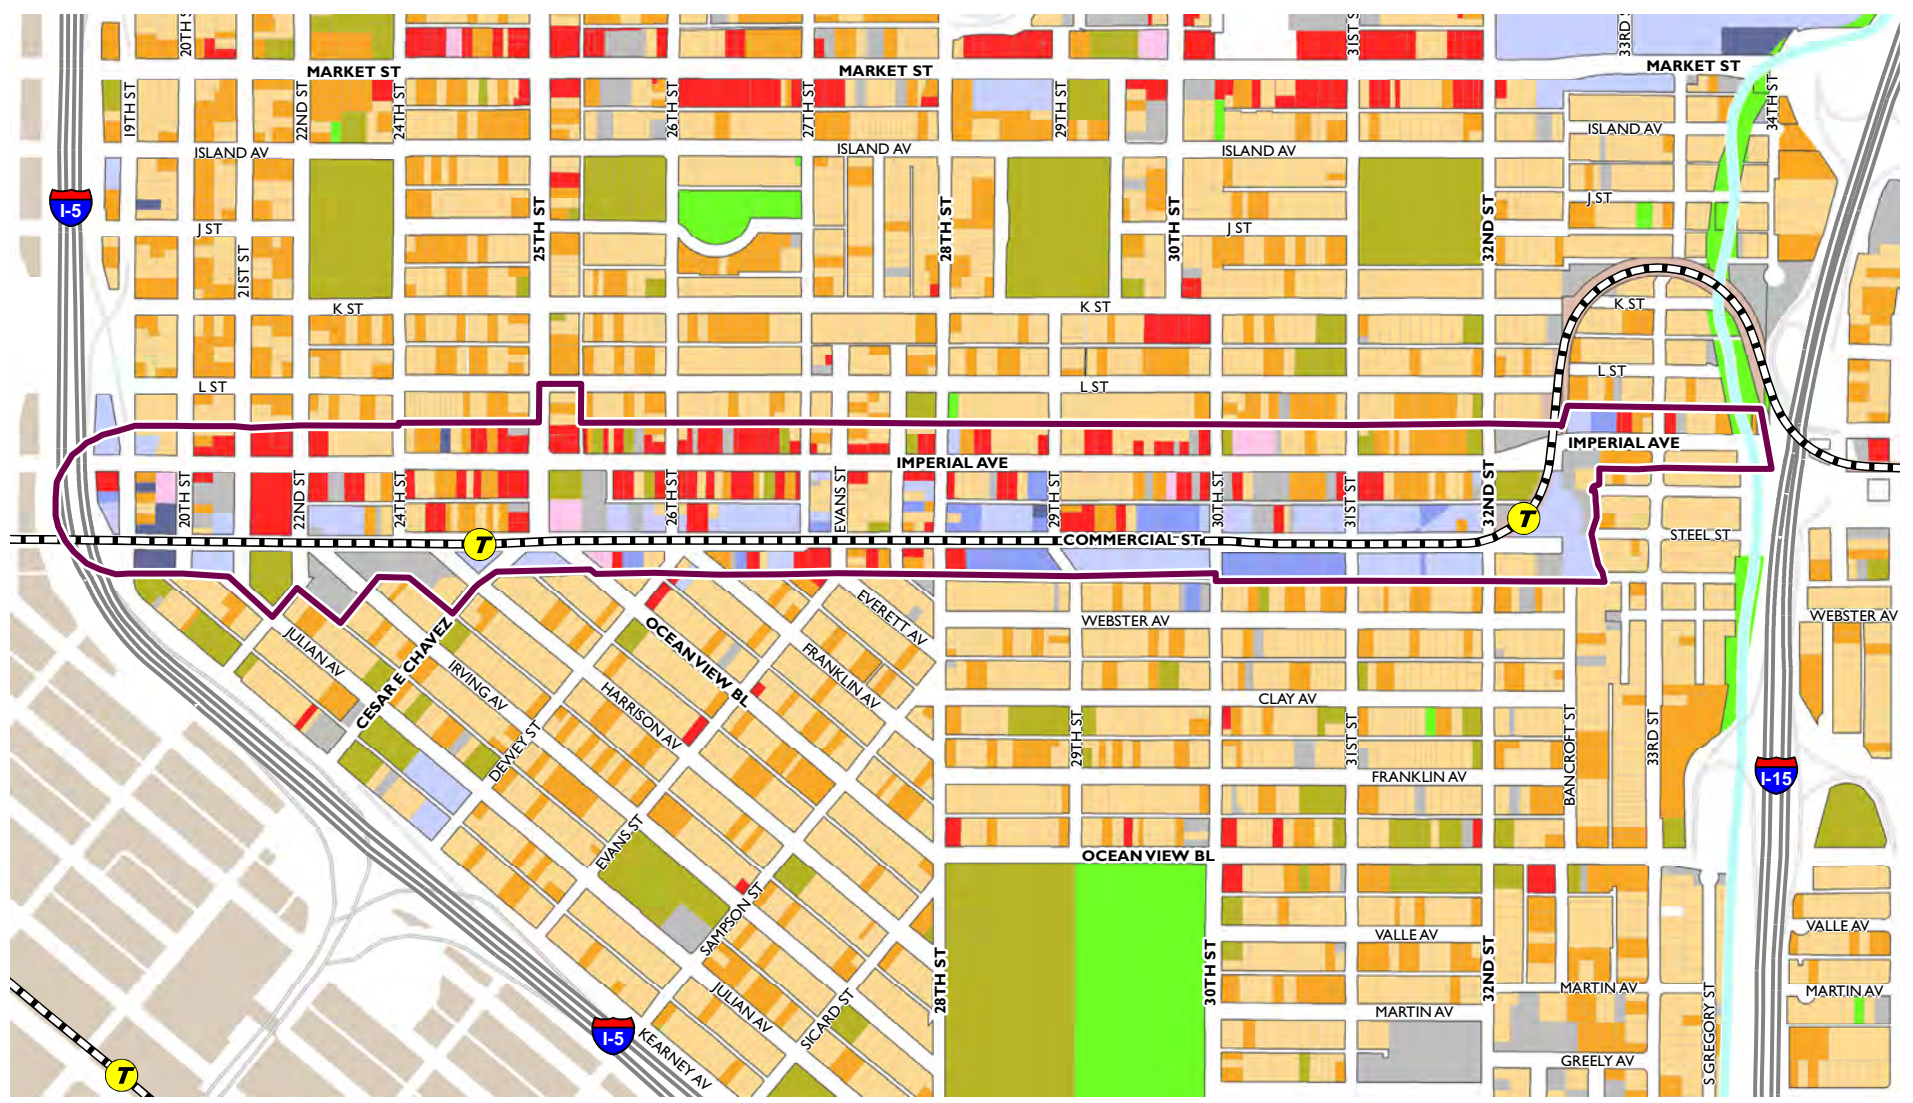 20TH S
31ST S
33RD S
MARKET ST
MARKET ST
MARKET ST
19TH ST
22ND ST
24TH ST
26TH ST
27TH ST
29TH ST
34TH ST
ISLAND AV
ISLAND AV
ISLAND AV
ISLAND AV
I-5
J ST
J ST
J ST
21ST ST
25TH ST
28TH ST
30TH ST
32ND ST
K ST
K ST
K ST
L ST
L ST
L ST
IMPERIAL AVE
IMPERIAL AVE
20TH ST
22ND ST
24TH ST
26TH ST
EVANS ST
29TH ST
30TH ST
31ST ST
32ND ST
T
T
COMMERCIAL ST
STEEL ST
JULIAN AV
CESAR E CHAVEZ
IRVING AV
OCEAN VIEW BL
EVERETT AV
FRANKLIN AV
HARRISON AV
DEWEY ST
WEBSTER AV
WEBSTER AV
CLAY AV
29TH ST
31ST ST
BANCROFT ST
33RD ST
FRANKLIN AV
I-15
EVANS ST
OCEAN VIEW BL
SAMPSON ST
VALLE AV
VALLE AV
28TH ST
30TH ST
32ND ST
JULIAN AV
SICARD ST
MARTIN AV
MARTIN AV
MARTIN AV
S GREGORY ST
I-5
KEARNEY AV
GREELY AV
T